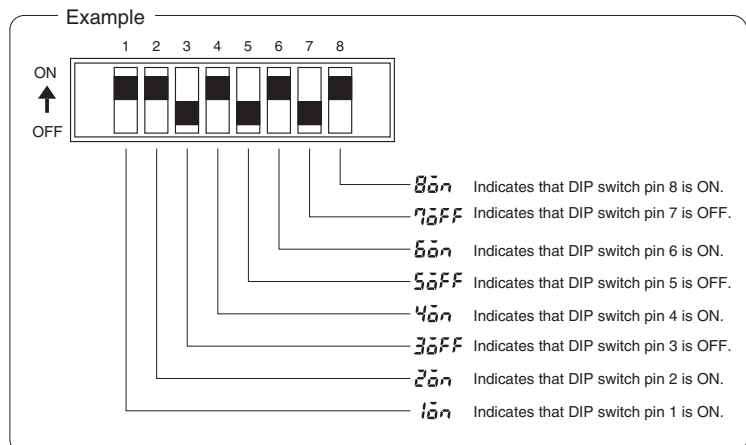 Example
1 2 3 4 5 6 7 8
ON
OFF
8on Indicates that DIP switch pin 8 is ON.
7oFF Indicates that DIP switch pin 7 is OFF.
6on Indicates that DIP switch pin 6 is ON.
5oFF Indicates that DIP switch pin 5 is OFF.
4on Indicates that DIP switch pin 4 is ON.
3oFF Indicates that DIP switch pin 3 is OFF.
2on Indicates that DIP switch pin 2 is ON.
1on Indicates that DIP switch pin 1 is ON.